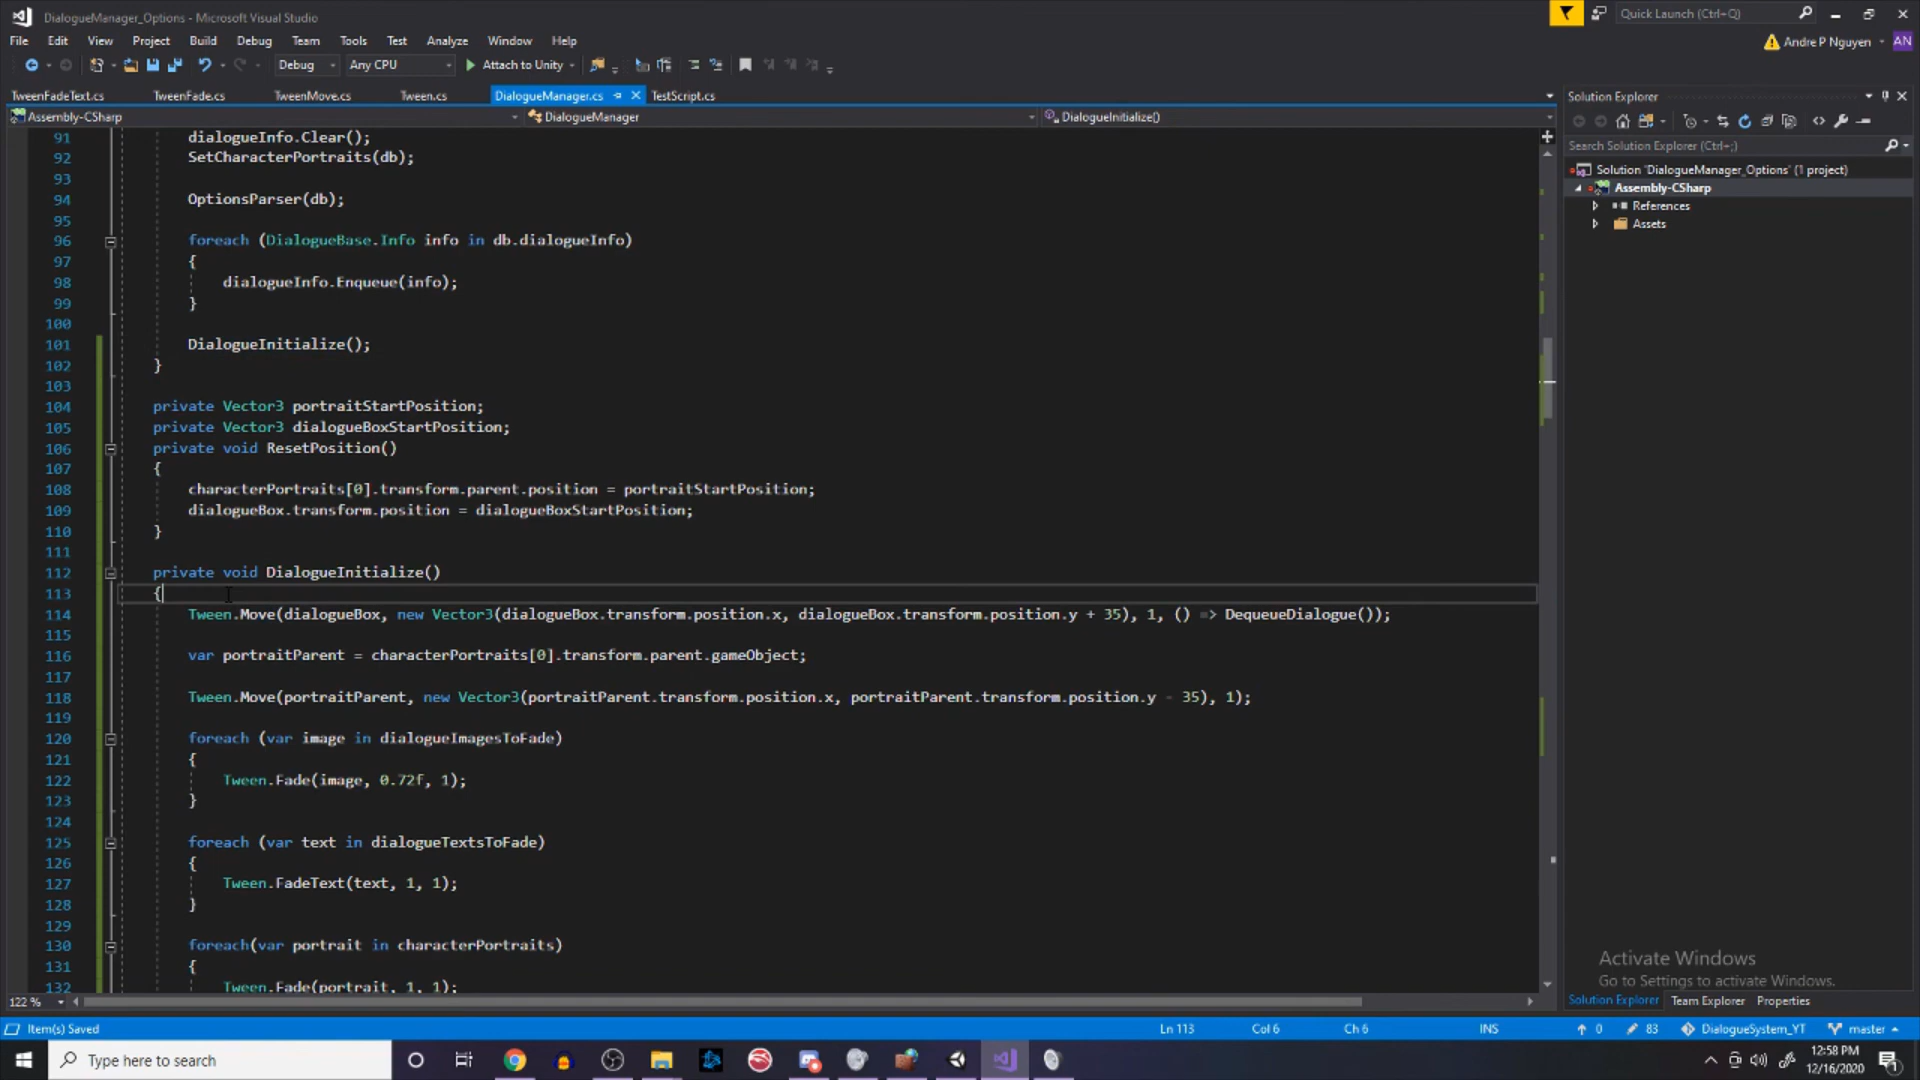 DialogueManager_Options - Microsoft Visual Studio
Quick Launch (Ctrl+Q)
File Edit View Project Build Debug Team Tools Test Analyze Window Help
Andre P Nguyen AN
Debug Any CPU Attach to Unity
TweenFadeText.cs TweenFade.cs TweenMove.cs Tween.cs DialogueManager.cs TestScript.cs
Solution Explorer
Assembly-CSharp DialogueManager DialogueInitialize()
Search Solution Explorer (Ctrl+;)
Solution 'DialogueManager_Options' (1 project)
Assembly-CSharp
References
Assets
91 dialogueInfo.Clear();
92 SetCharacterPortraits(db);
93
94 OptionsParser(db);
95
96 foreach (DialogueBase.Info info in db.dialogueInfo)
97 {
98 dialogueInfo.Enqueue(info);
99 }
100
101 DialogueInitialize();
102 }
103
104 private Vector3 portraitStartPosition;
105 private Vector3 dialogueBoxStartPosition;
106 private void ResetPosition()
107 {
108 characterPortraits[0].transform.parent.position = portraitStartPosition;
109 dialogueBox.transform.position = dialogueBoxStartPosition;
110 }
111
112 private void DialogueInitialize()
113 {
114 Tween.Move(dialogueBox, new Vector3(dialogueBox.transform.position.x, dialogueBox.transform.position.y + 35), 1, () => DequeueDialogue());
115
116 var portraitParent = characterPortraits[0].transform.parent.gameObject;
117
118 Tween.Move(portraitParent, new Vector3(portraitParent.transform.position.x, portraitParent.transform.position.y - 35), 1);
119
120 foreach (var image in dialogueImagesToFade)
121 {
122 Tween.Fade(image, 0.72f, 1);
123 }
124
125 foreach (var text in dialogueTextsToFade)
126 {
127 Tween.FadeText(text, 1, 1);
128 }
129
130 foreach(var portrait in characterPortraits)
131 {
132 Tween.Fade(portrait, 1, 1);
Activate Windows
Go to Settings to activate Windows.
122 %
Solution Explorer Team Explorer Properties
Item(s) Saved Ln 113 Col 6 Ch 6 INS 0 83 DialogueSystem_YT master
Type here to search
12:58 PM
12/16/2020
1